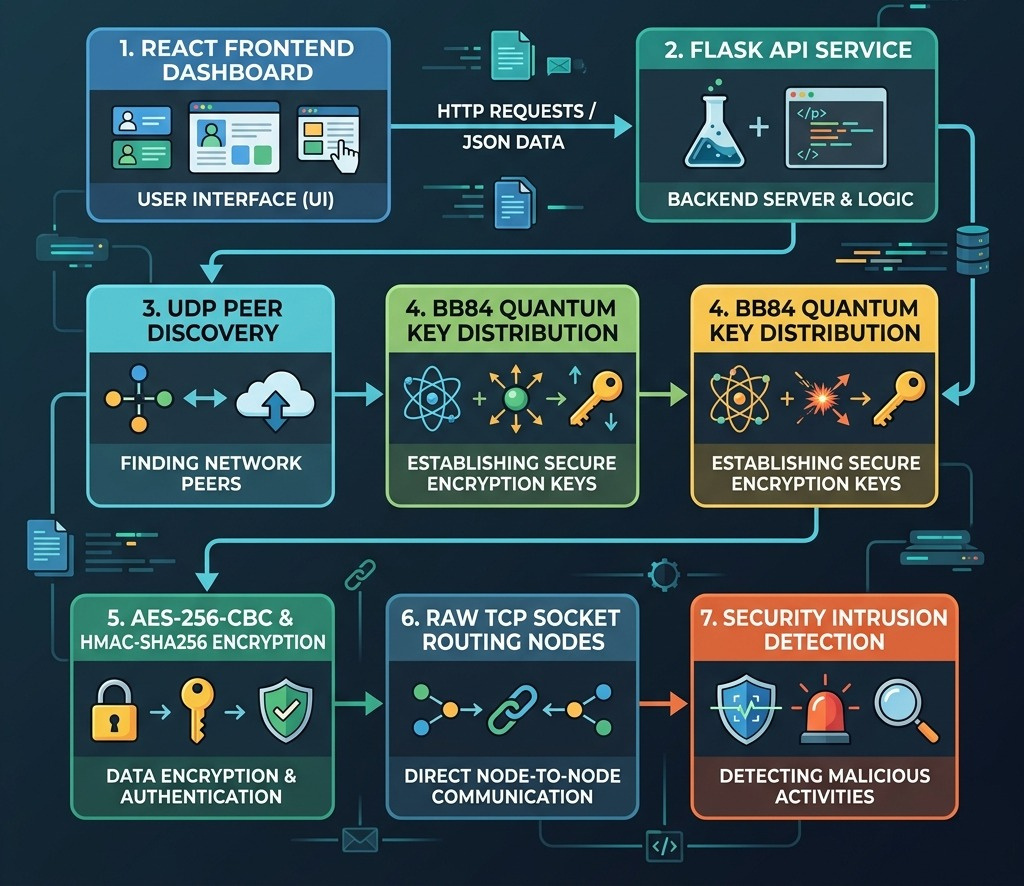 1. REACT FRONTEND
DASHBOARD
USER INTERFACE (UI)
HTTP REQUESTS /
JSON DATA
2. FLASK API SERVICE
</p>
</>
BACKEND SERVER & LOGIC
3. UDP PEER
DISCOVERY
FINDING NETWORK
PEERS
4. BB84 QUANTUM
KEY DISTRIBUTION
ESTABLISHING SECURE
ENCRYPTION KEYS
4. BB84 QUANTUM
KEY DISTRIBUTION
ESTABLISHING SECURE
ENCRYPTION KEYS
5. AES-256-CBC &
HMAC-SHA256 ENCRYPTION
DATA ENCRYPTION &
AUTHENTICATION
6. RAW TCP SOCKET
ROUTING NODES
DIRECT NODE-TO-NODE
COMMUNICATION
7. SECURITY INTRUSION
DETECTION
DETECTING MALICIOUS
ACTIVITIES
</>